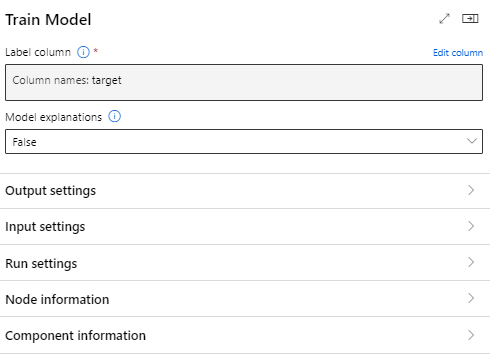 Train Model
Label column * Edit column
Column names: target
Model explanations
False
Output settings
Input settings
Run settings
Node information
Component information